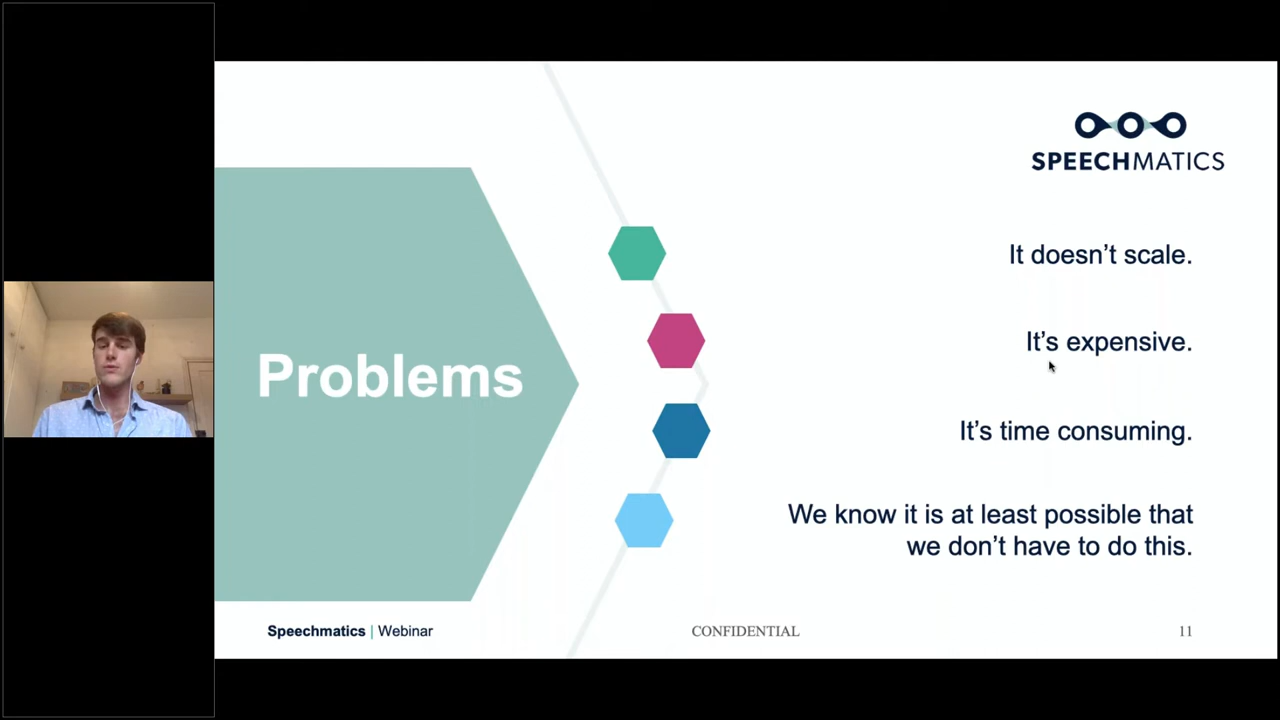 SPEECHMATICS
Problems
It doesn’t scale.
It’s expensive.
It’s time consuming.
We know it is at least possible that
we don’t have to do this.
Speechmatics | Webinar
CONFIDENTIAL
11